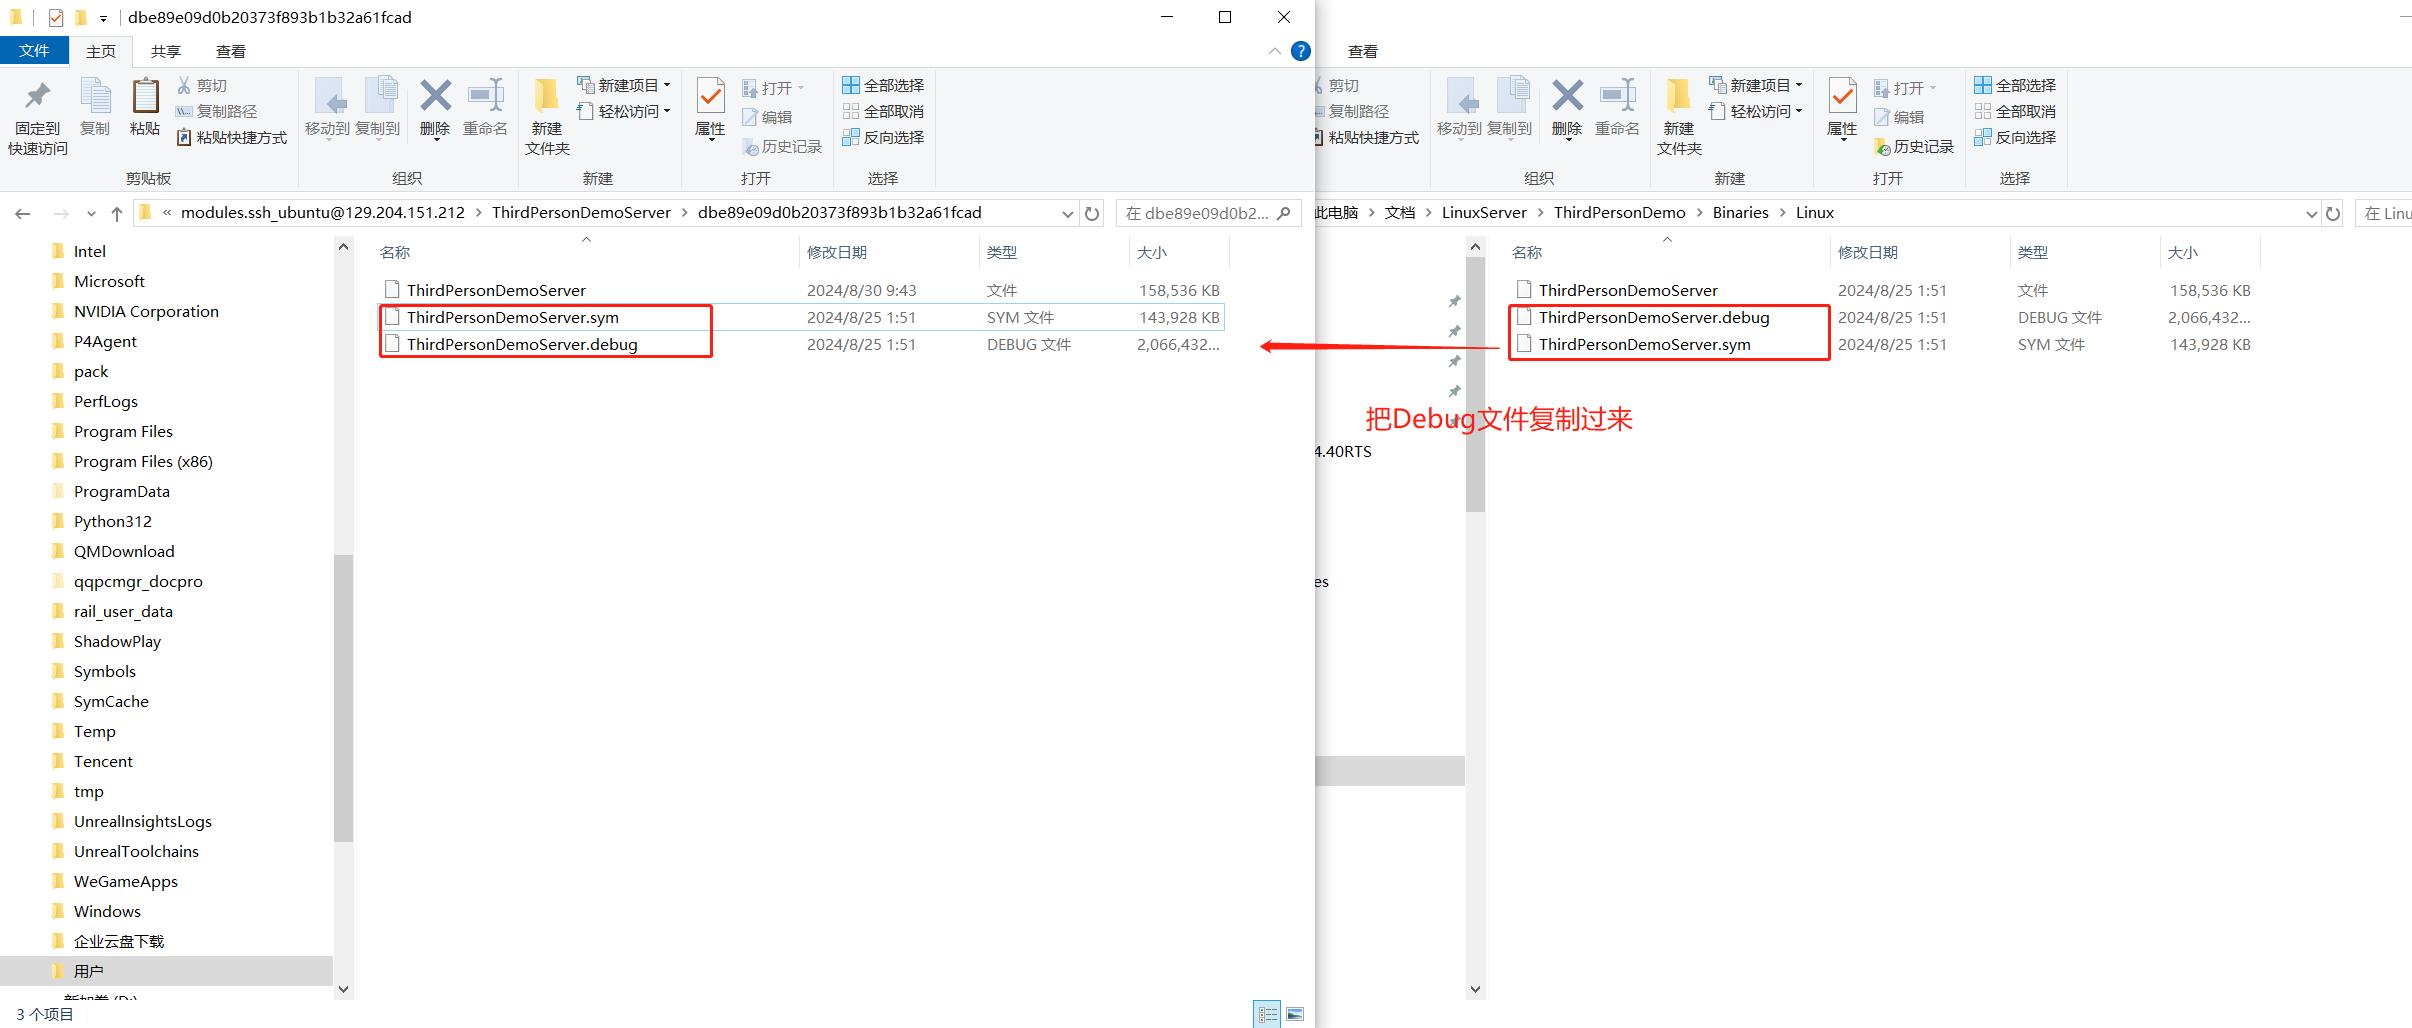 dbe89e09d0b20373f893b1b32a61fcad
文件 主页 共享 查看
固定到快速访问
复制
粘贴
剪切
复制路径
粘贴快捷方式
剪贴板
移动到
复制到
删除
重命名
组织
新建文件夹
新建项目
轻松访问
新建
属性
打开
编辑
历史记录
打开
全部选择
全部取消
反向选择
选择
« modules.ssh_ubuntu@129.204.151.212 > ThirdPersonDemoServer > dbe89e09d0b20373f893b1b32a61fcad
在 dbe89e09d0b2...
Intel
Microsoft
NVIDIA Corporation
P4Agent
pack
PerfLogs
Program Files
Program Files (x86)
ProgramData
Python312
QMDownload
qqpcmgr_docpro
rail_user_data
ShadowPlay
Symbols
SymCache
Temp
Tencent
tmp
UnrealInsightsLogs
UnrealToolchains
WeGameApps
Windows
企业云盘下载
用户
名称 修改日期 类型 大小
ThirdPersonDemoServer 2024/8/30 9:43 文件 158,536 KB
ThirdPersonDemoServer.sym 2024/8/25 1:51 SYM 文件 143,928 KB
ThirdPersonDemoServer.debug 2024/8/25 1:51 DEBUG 文件 2,066,432...
3 个项目
查看
剪切
复制路径
粘贴快捷方式
移动到
复制到
删除
重命名
组织
新建文件夹
新建项目
轻松访问
新建
属性
打开
编辑
历史记录
打开
全部选择
全部取消
反向选择
选择
此电脑 > 文档 > LinuxServer > ThirdPersonDemo > Binaries > Linux
在 Linu
名称 修改日期 类型 大小
ThirdPersonDemoServer 2024/8/25 1:51 文件 158,536 KB
ThirdPersonDemoServer.debug 2024/8/25 1:51 DEBUG 文件 2,066,432...
ThirdPersonDemoServer.sym 2024/8/25 1:51 SYM 文件 143,928 KB
把Debug文件复制过来
4.40RTS
es